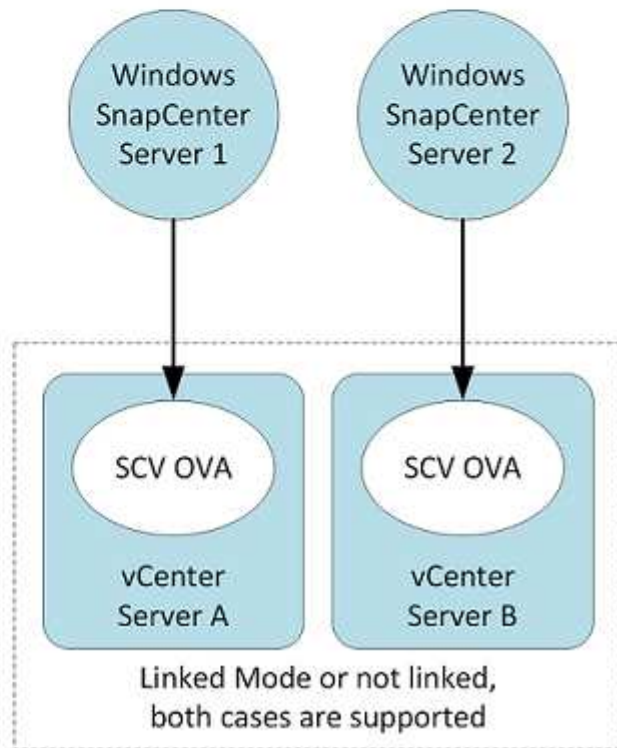 Windows
SnapCenter
Server 1
Windows
SnapCenter
Server 2
SCV OVA
vCenter
Server A
SCV OVA
vCenter
Server B
Linked Mode or not linked,
both cases are supported